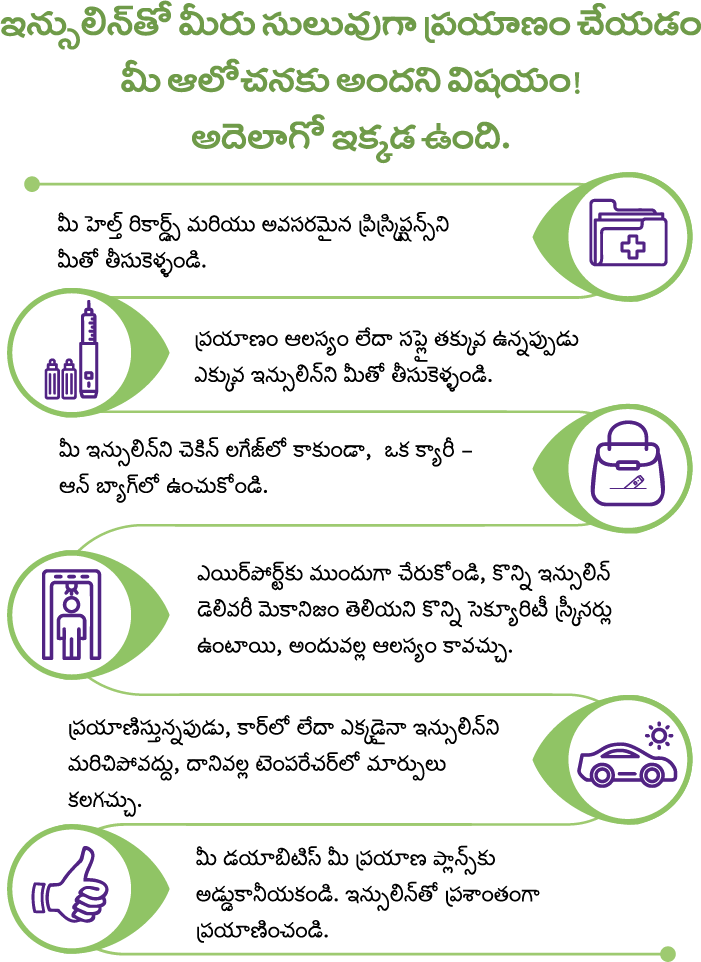 ఇన్సులిన్‌తో మీరు సులువుగా ప్రయాణం చేయడం
మీ ఆలోచనకు అందని విషయం!
అదెలాగో ఇక్కడ ఉంది.
మీ హెల్త్ రికార్డ్స్ మరియు అవసరమైన ప్రిస్క్రిప్షన్స్‌ని
మీతో తీసుకెళ్ళండి.
ప్రయాణం ఆలస్యం లేదా సప్లై తక్కువ ఉన్నప్పుడు
ఎక్కువ ఇన్సులిన్‌ని మీతో తీసుకెళ్ళండి.
మీ ఇన్సులిన్‌ని చెకిన్ లగేజ్‌లో కాకుండా, ఒక క్యారీ –
ఆన్ బ్యాగ్‌లో ఉంచుకోండి.
ఎయిర్‌పోర్ట్‌కు ముందుగా చేరుకోండి, కొన్ని ఇన్సులిన్
డెలివరీ మెకానిజం తెలియని కొన్ని సెక్యూరిటీ స్క్రీనర్లు
ఉంటాయి, అందువల్ల ఆలస్యం కావచ్చు.
ప్రయాణిస్తున్నపుడు, కార్‌లో లేదా ఎక్కడైనా ఇన్సులిన్‌ని
మరిచిపోవద్దు, దానివల్ల టెంపరేచర్‌లో మార్పులు
కలగచ్చు.
మీ డయాబిటిస్ మీ ప్రయాణ ప్లాన్స్‌కు
అడ్డుకానీయకండి. ఇన్సులిన్‌తో ప్రశాంతంగా
ప్రయాణించండి.